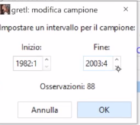 gretl: modifica campione
Impostare un intervallo per il campione:
Inizio: Fine:
1982:1 2003:4
Osservazioni: 88
Annulla OK